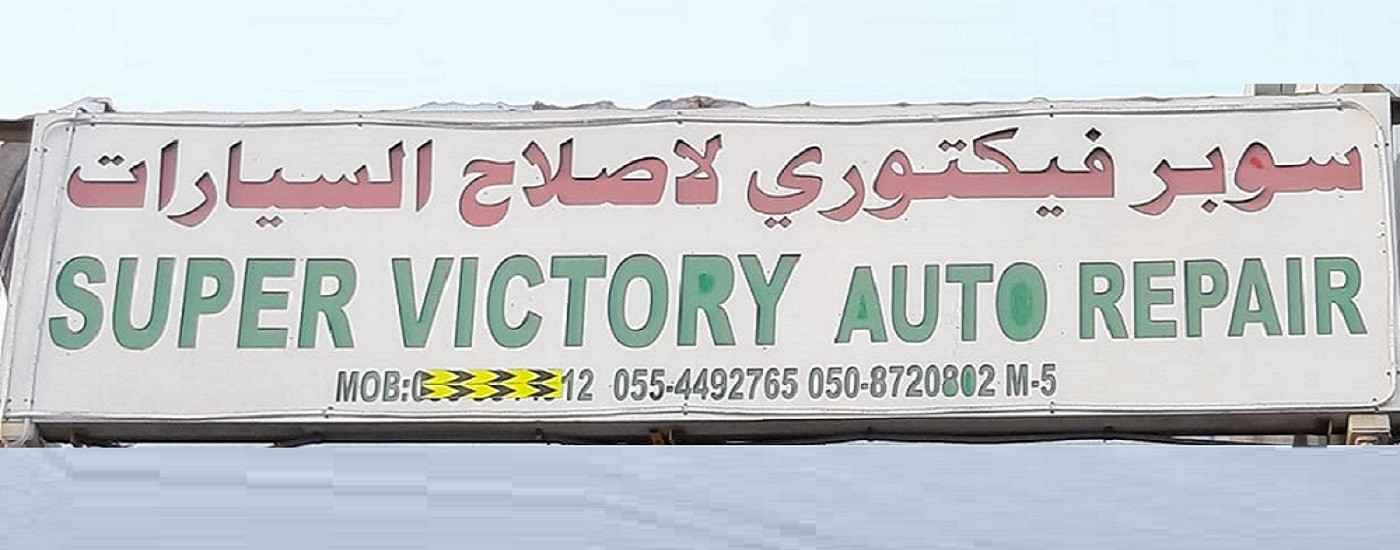 سوبر فيكتوري لاصلاح السيارات
SUPER VICTORY AUTO REPAIR
MOB: 055-4492765 050-8720802 M-5